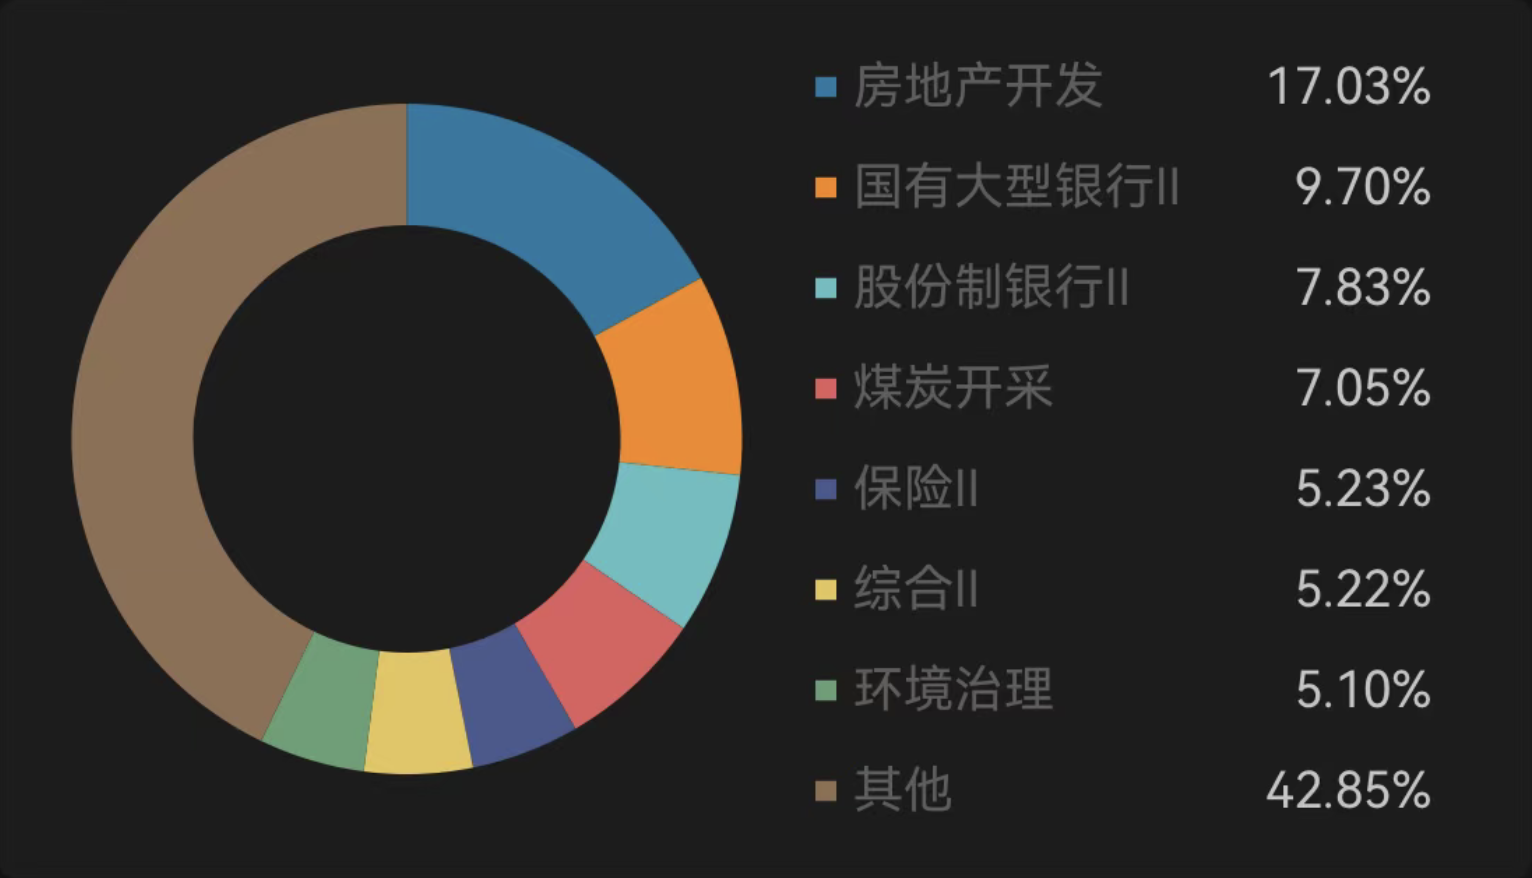 房地产开发 17.03%
国有大型银行II 9.70%
股份制银行II 7.83%
煤炭开采 7.05%
保险II 5.23%
综合II 5.22%
环境治理 5.10%
其他 42.85%